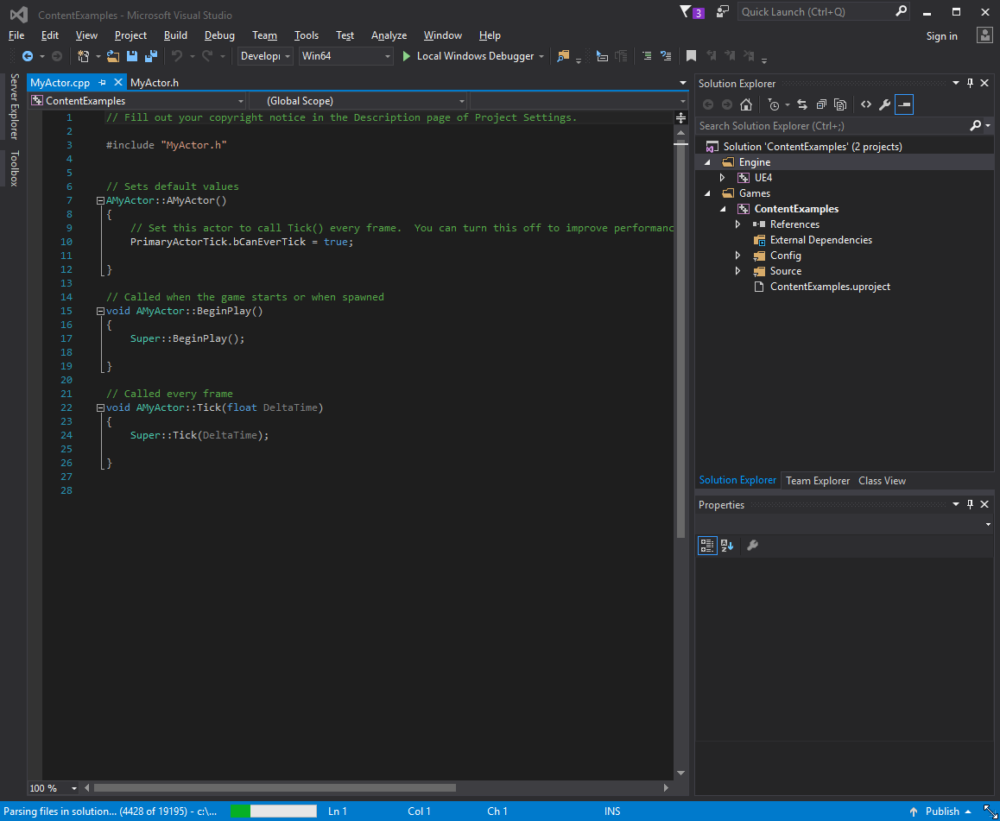 ContentExamples - Microsoft Visual Studio
3
Quick Launch (Ctrl+Q)
File Edit View Project Build Debug Team Tools Test Analyze Window Help
Sign in
Develop Win64 Local Windows Debugger
Server Explorer
Toolbox
MyActor.cpp MyActor.h
ContentExamples (Global Scope)
1 // Fill out your copyright notice in the Description page of Project Settings.
2
3 #include "MyActor.h"
4
5
6 // Sets default values
7 AMyActor::AMyActor()
8 {
9 // Set this actor to call Tick() every frame.  You can turn this off to improve performanc
10 PrimaryActorTick.bCanEverTick = true;
11
12 }
13
14 // Called when the game starts or when spawned
15 void AMyActor::BeginPlay()
16 {
17 Super::BeginPlay();
18
19 }
20
21 // Called every frame
22 void AMyActor::Tick(float DeltaTime)
23 {
24 Super::Tick(DeltaTime);
25
26 }
27
28
100 %
Solution Explorer
Search Solution Explorer (Ctrl+;)
Solution 'ContentExamples' (2 projects)
Engine
UE4
Games
ContentExamples
References
External Dependencies
Config
Source
ContentExamples.uproject
Solution Explorer Team Explorer Class View
Properties
Parsing files in solution... (4428 of 19195) - c:\... Ln 1 Col 1 Ch 1 INS Publish